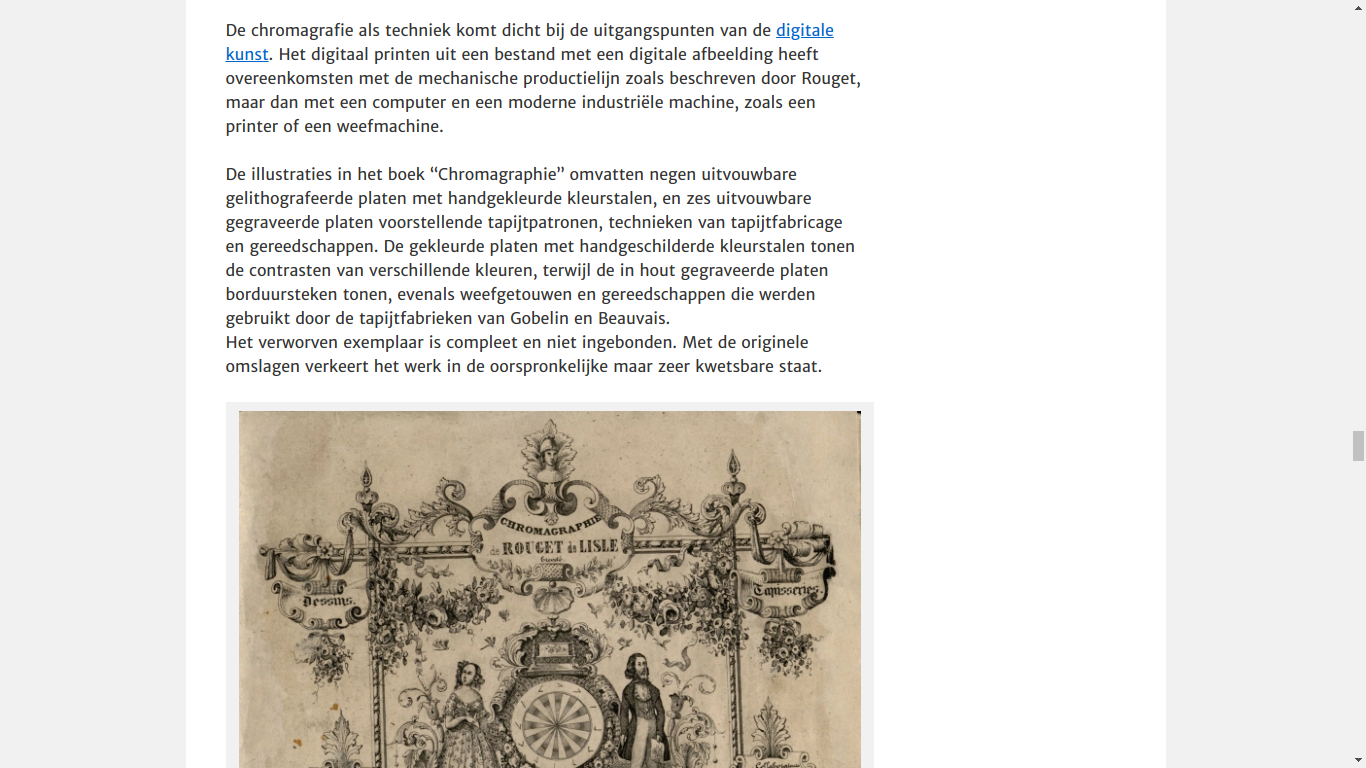 De chromagrafie als techniek komt dicht bij de uitgangspunten van de digitale
kunst. Het digitaal printen uit een bestand met een digitale afbeelding heeft
overeenkomsten met de mechanische productielijn zoals beschreven door Rouget,
maar dan met een computer en een moderne industriële machine, zoals een
printer of een weefmachine.
De illustraties in het boek “Chromagraphie” omvatten negen uitvouwbare
gelithografeerde platen met handgekleurde kleurstalen, en zes uitvouwbare
gegraveerde platen voorstellende tapijtpatronen, technieken van tapijtfabricage
en gereedschappen. De gekleurde platen met handgeschilderde kleurstalen tonen
de contrasten van verschillende kleuren, terwijl de in hout gegraveerde platen
borduursteken tonen, evenals weefgetouwen en gereedschappen die werden
gebruikt door de tapijtfabrieken van Gobelin en Beauvais.
Het verworven exemplaar is compleet en niet ingebonden. Met de originele
omslagen verkeert het werk in de oorspronkelijke maar zeer kwetsbare staat.
CHROMAGRAPHIE
de ROUGET de LISLE
breveté
Dessins.
Tapisseries.